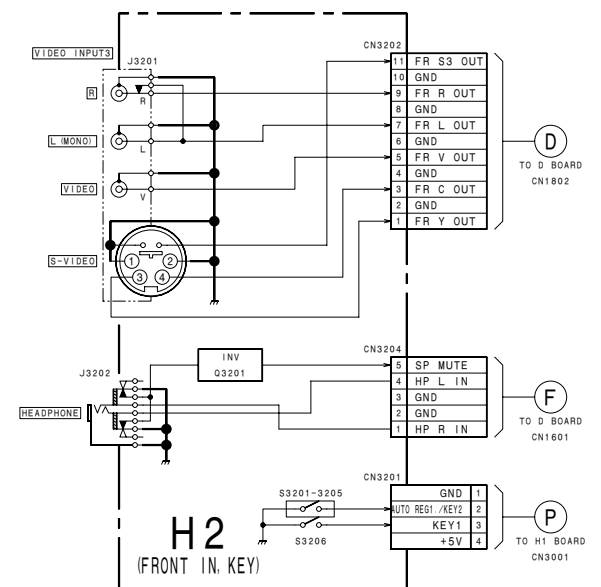 VIDEO INPUT3
J3201
R
R
L (MONO)
L
VIDEO
V
S-VIDEO
1
2
3
4
CN3202
11 FR S3 OUT
10 GND
9 FR R OUT
8 GND
7 FR L OUT
6 GND
5 FR V OUT
4 GND
3 FR C OUT
2 GND
1 FR Y OUT
D
TO D BOARD
CN1802
J3202
HEADPHONE
INV
Q3201
CN3204
5 SP MUTE
4 HP L IN
3 GND
2 GND
1 HP R IN
F
TO D BOARD
CN1601
S3201-3205
S3206
CN3201
GND 1
AUTO REG1./KEY2 2
KEY1 3
+5V 4
P
TO H1 BOARD
CN3001
H2
(FRONT IN, KEY)